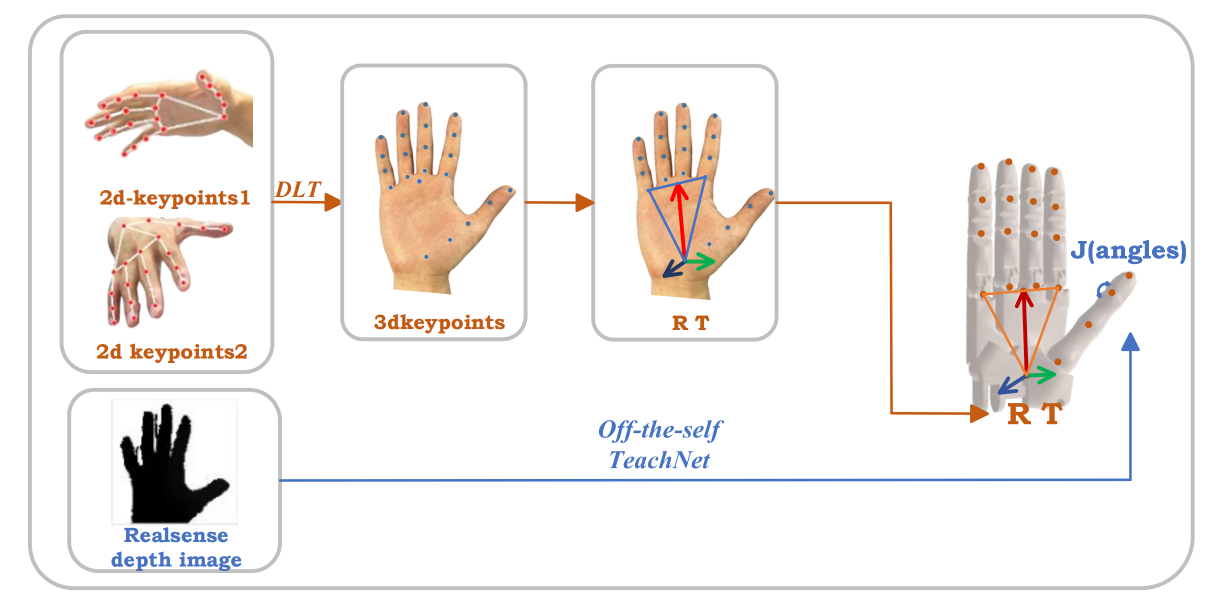 2d-keypoints1
2d keypoints2
DLT
3dkeypoints
R T
J(angles)
R T
Off-the-self
TeachNet
Realsense
depth image